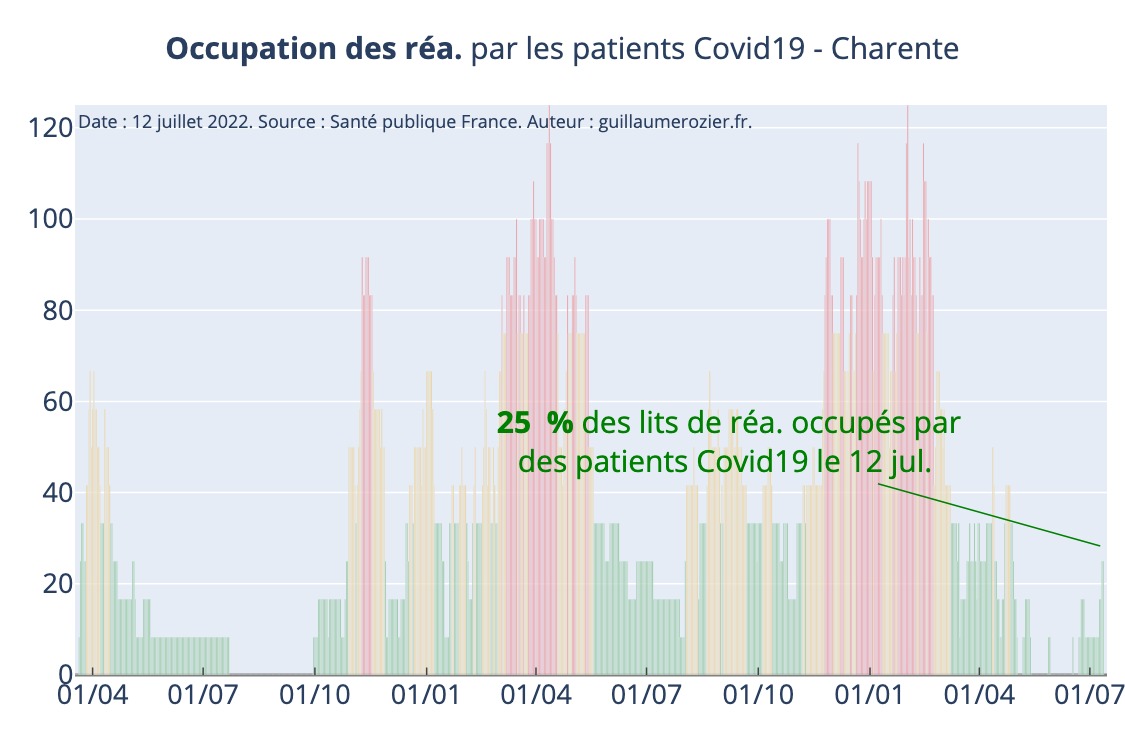 Occupation des réa. par les patients Covid19 - Charente
Date : 12 juillet 2022. Source : Santé publique France. Auteur : guillaumerozier.fr.
120
100
80
60
40
20
0
25 % des lits de réa. occupés par
des patients Covid19 le 12 jul.
01/04 01/07 01/10 01/01 01/04 01/07 01/10 01/01 01/04 01/07